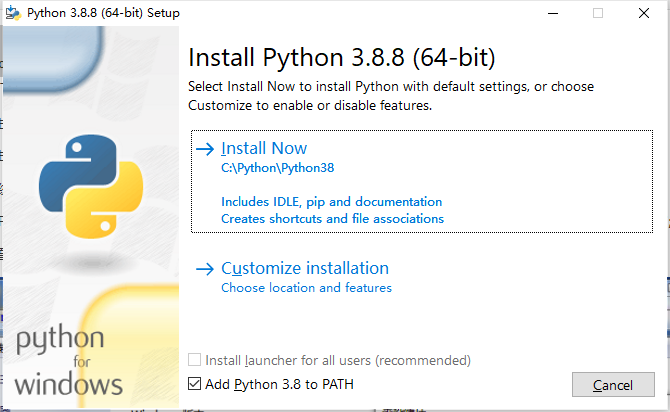 Python 3.8.8 (64-bit) Setup
Install Python 3.8.8 (64-bit)
Select Install Now to install Python with default settings, or choose
Customize to enable or disable features.
Install Now
C:\Python\Python38
Includes IDLE, pip and documentation
Creates shortcuts and file associations
Customize installation
Choose location and features
python
for
windows
Install launcher for all users (recommended)
Add Python 3.8 to PATH
Cancel